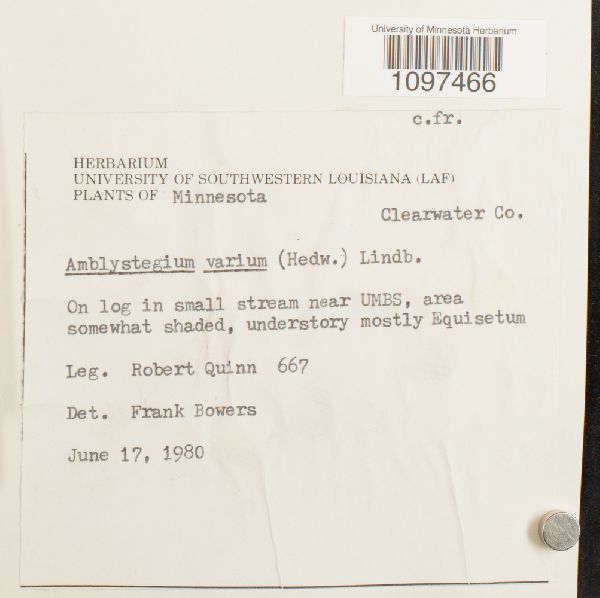 University of Minnesota Herbarium
1097466
c.fr.
HERBARIUM
UNIVERSITY OF SOUTHWESTERN LOUISIANA (LAF)
PLANTS OF Minnesota
Clearwater Co.
Amblystegium varium (Hedw.) Lindb.
On log in small stream near UMBS, area
somewhat shaded, understory mostly Equisetum
Leg. Robert Quinn 667
Det. Frank Bowers
June 17, 1980